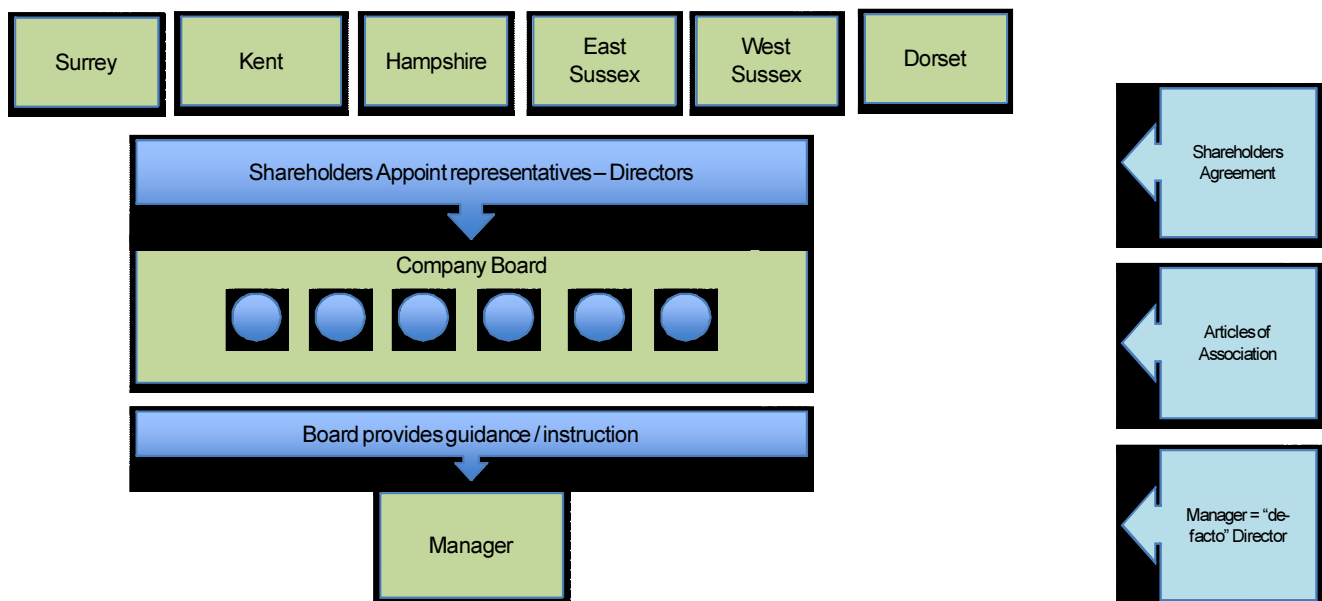 Surrey
Kent
Hampshire
East
Sussex
West
Sussex
Dorset
Shareholders Appoint representatives – Directors
Company Board
Board provides guidance / instruction
Manager
Shareholders
Agreement
Articles of
Association
Manager = “de-
facto” Director